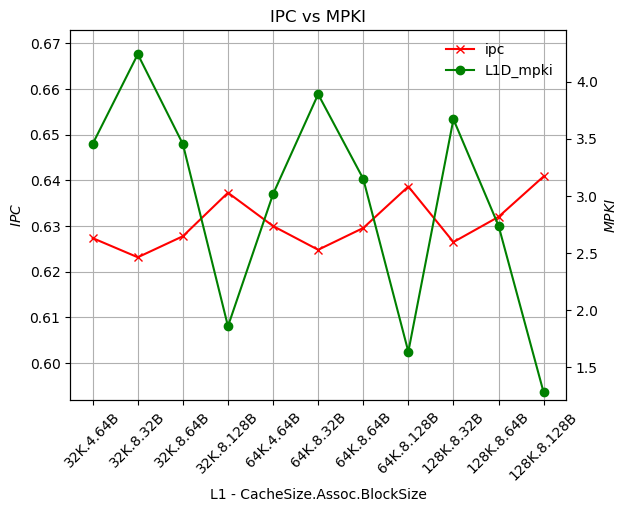 IPC vs MPKI
ipc
L1D_mpki
0.67
0.66
0.65
0.64
0.63
0.62
0.61
0.60
IPC
4.0
3.5
3.0
2.5
2.0
1.5
MPKI
32K.4.64B
32K.8.32B
32K.8.64B
32K.8.128B
64K.4.64B
64K.8.32B
64K.8.64B
64K.8.128B
128K.8.32B
128K.8.64B
128K.8.128B
L1 - CacheSize.Assoc.BlockSize